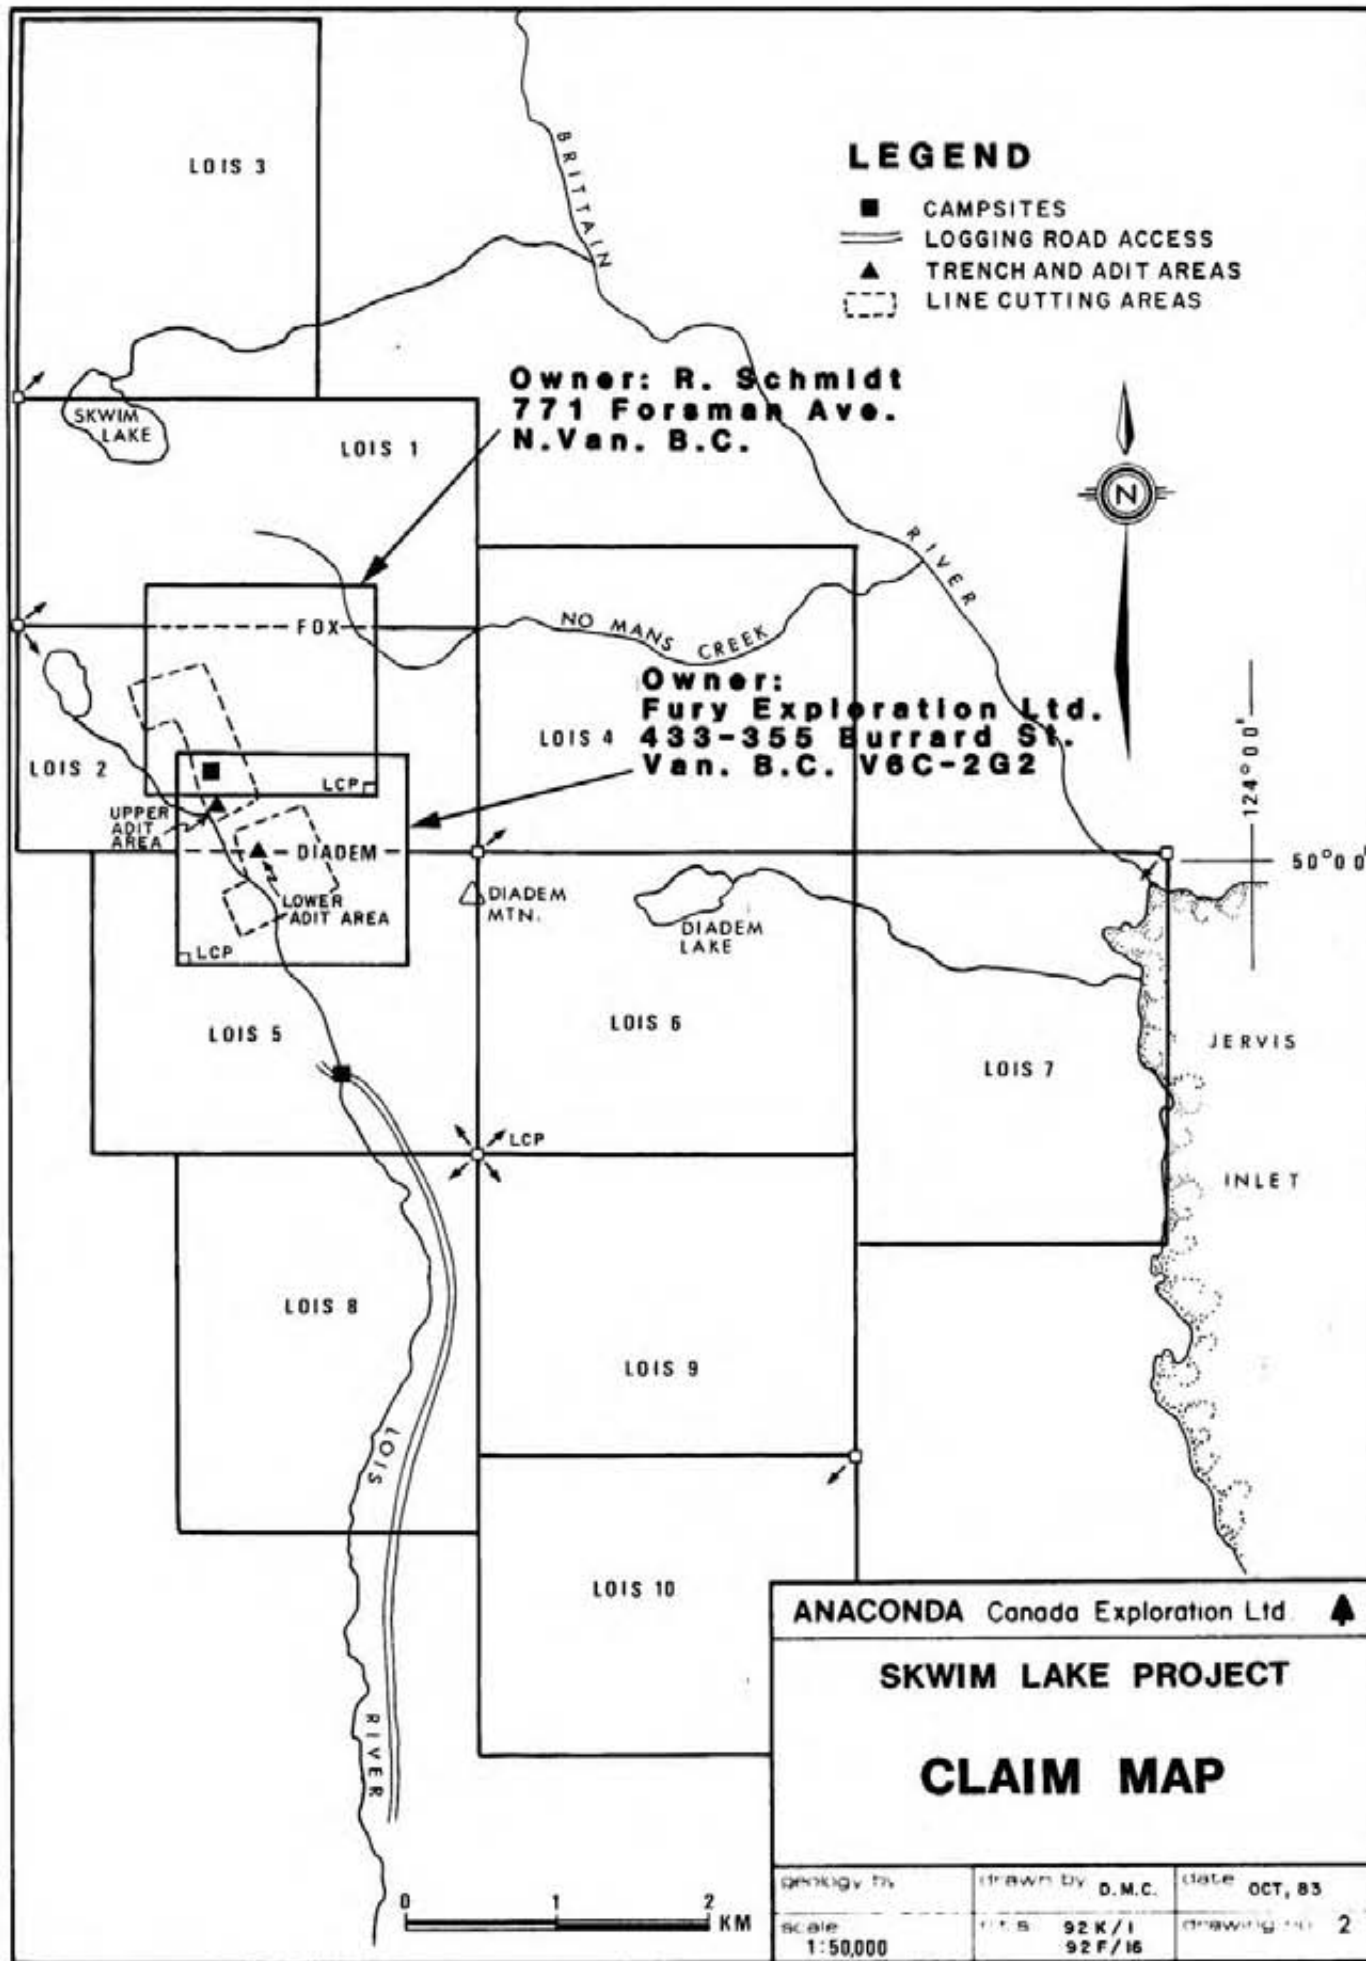 LOIS 3
BRITTAIN
LEGEND
CAMPSITES
LOGGING ROAD ACCESS
TRENCH AND ADIT AREAS
LINE CUTTING AREAS
SKWIM
LAKE
LOIS 1
Owner: R. Schmidt
771 Forsman Ave.
N.Van. B.C.
N
RIVER
FOX
NO MANS CREEK
Owner:
Fury Exploration Ltd.
433-355 Burrard St.
Van. B.C. V6C-2G2
LOIS 4
LOIS 2
LCP
UPPER
ADIT
AREA
DIADEM
LOWER
ADIT AREA
LCP
DIADEM
MTN.
DIADEM
LAKE
124°00'
50°00'
LOIS 5
LOIS 6
LOIS 7
JERVIS
INLET
LCP
LOIS 8
LOIS 9
LOIS
RIVER
LOIS 10
0 1 2
KM
ANACONDA Canada Exploration Ltd.
SKWIM LAKE PROJECT
CLAIM MAP
geology by
drawn by D.M.C.
date OCT, 83
scale
1:50,000
n.t.s. 92 K/1
92 F/16
drawing no. 2